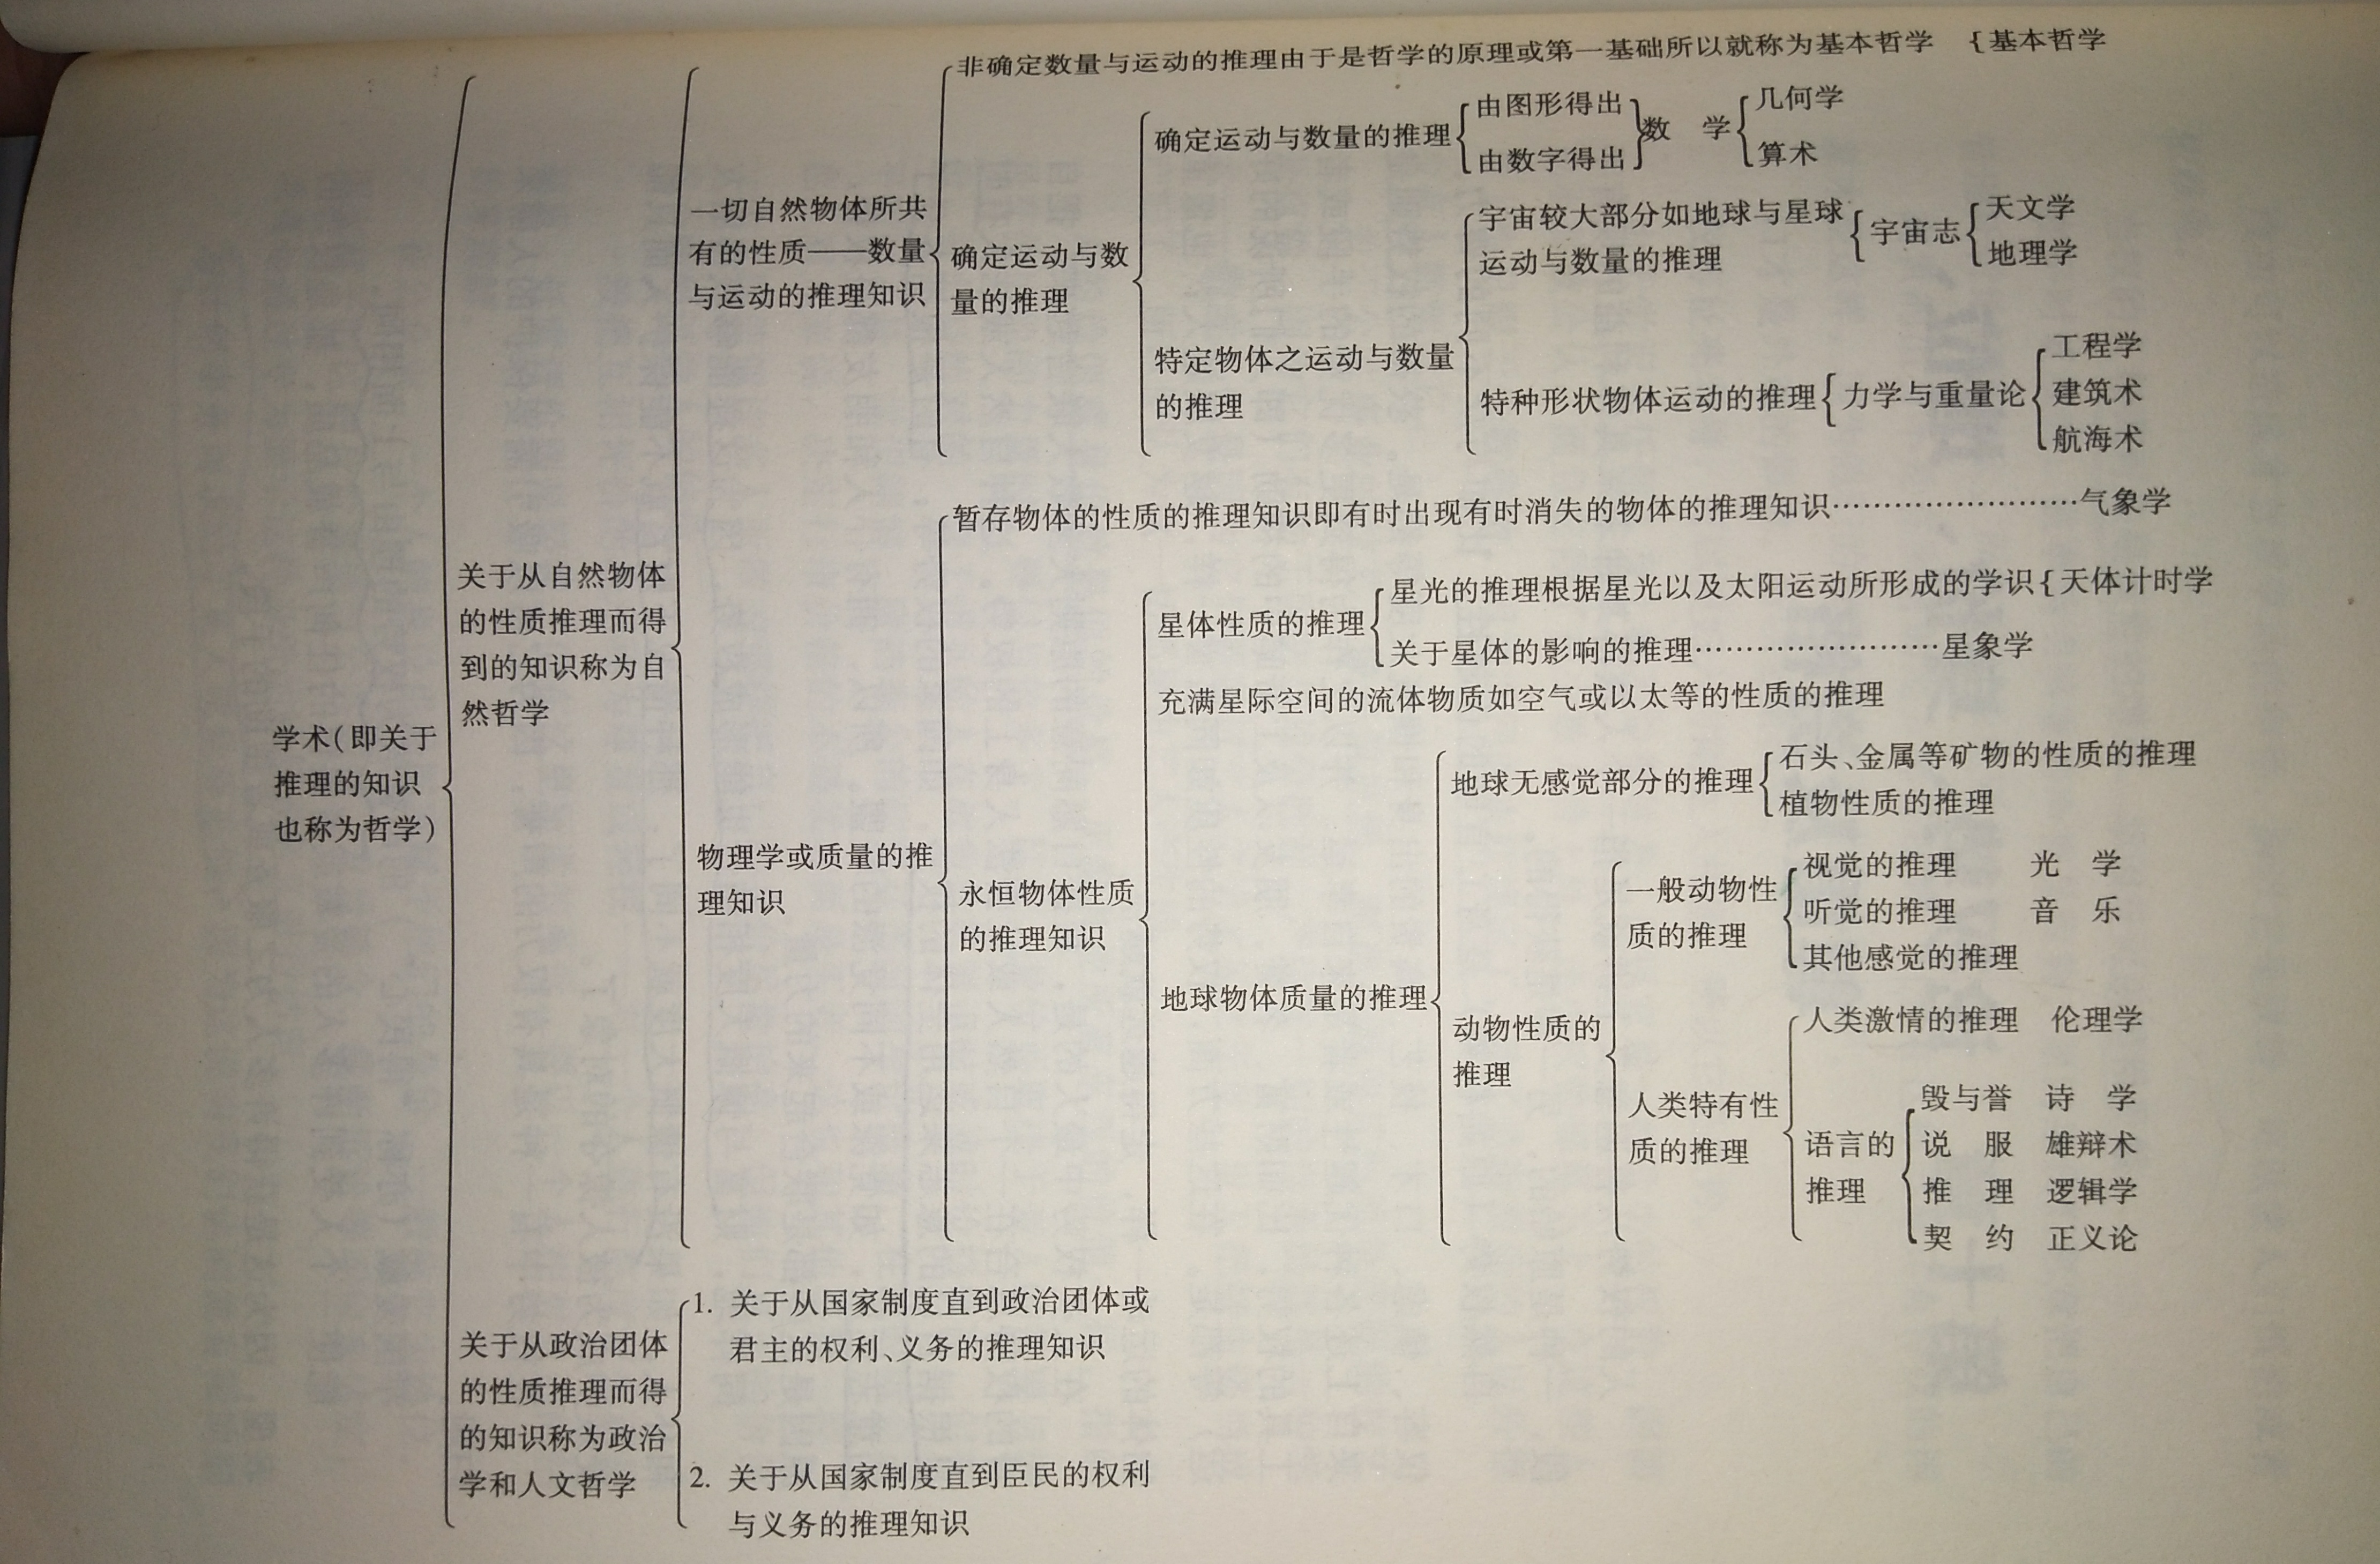 非确定数量与运动的推理由于是哲学的原理或第一基础所以就称为基本哲学 {基本哲学
确定运动与数量的推理
由图形得出
由数字得出
数 学
几何学
算术
一切自然物体所共
有的性质——数量
与运动的推理知识
确定运动与数
量的推理
宇宙较大部分如地球与星球
运动与数量的推理
宇宙志
天文学
地理学
特定物体之运动与数量
的推理
特种形状物体运动的推理
力学与重量论
工程学
建筑术
航海术
暂存物体的性质的推理知识即有时出现有时消失的物体的推理知识························气象学
关于从自然物体
的性质推理而得
到的知识称为自
然哲学
星体性质的推理
星光的推理根据星光以及太阳运动所形成的学识{天体计时学
关于星体的影响的推理························星象学
充满星际空间的流体物质如空气或以太等的性质的推理
学术(即关于
推理的知识
也称为哲学)
地球无感觉部分的推理
石头、金属等矿物的性质的推理
植物性质的推理
物理学或质量的推
理知识
永恒物体性质
的推理知识
一般动物性
质的推理
视觉的推理 光 学
听觉的推理 音 乐
其他感觉的推理
地球物体质量的推理
动物性质的
推理
人类激情的推理 伦理学
人类特有性
质的推理
语言的
推理
毁与誉 诗 学
说 服 雄辩术
推 理 逻辑学
契 约 正义论
关于从政治团体
的性质推理而得
的知识称为政治
学和人文哲学
1. 关于从国家制度直到政治团体或
君主的权利、义务的推理知识
2. 关于从国家制度直到臣民的权利
与义务的推理知识